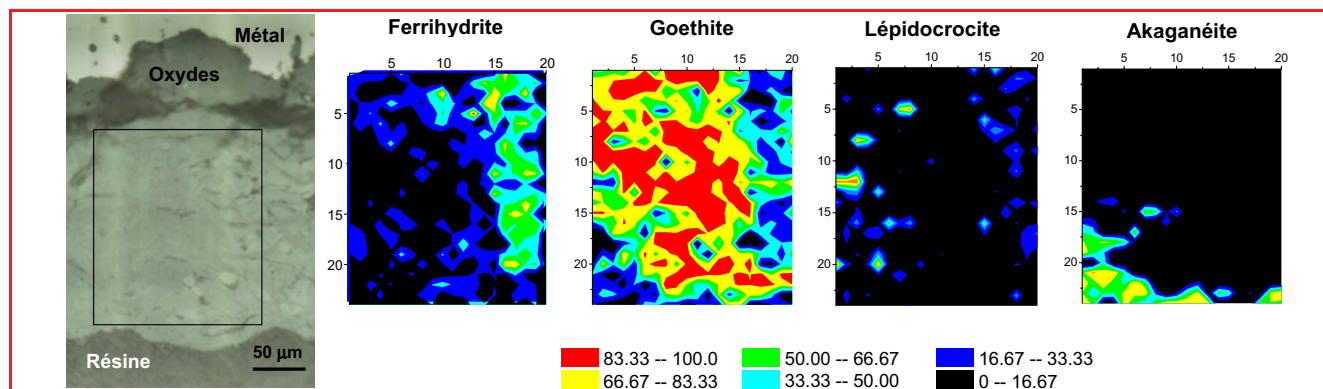 Métal
Oxydes
Résine
50 µm
Ferrihydrite
5 10 15 20
5
10
15
20
Goethite
5 10 15 20
5
10
15
20
Lépidocrocite
5 10 15 20
5
10
15
20
Akaganéite
5 10 15 20
5
10
15
20
83.33 -- 100.0
66.67 -- 83.33
50.00 -- 66.67
33.33 -- 50.00
16.67 -- 33.33
0 -- 16.67